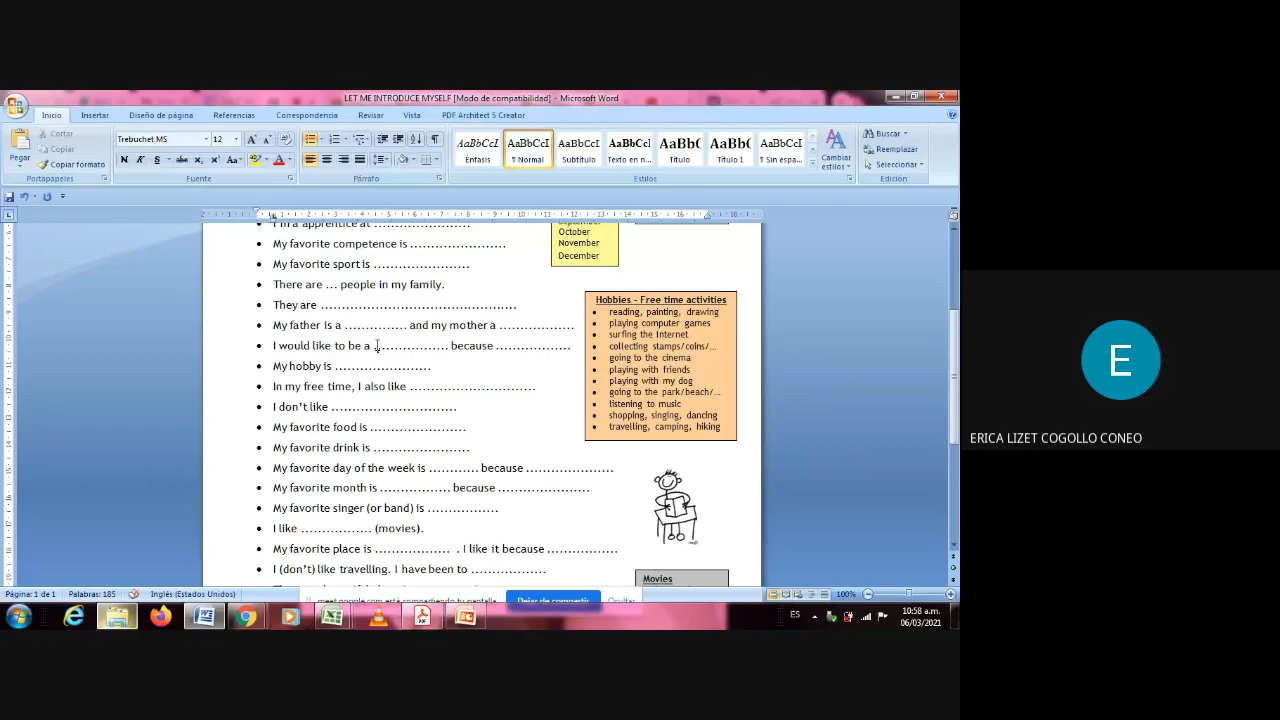 LET ME INTRODUCE MYSELF [Modo de compatibilidad] - Microsoft Word
Inicio Insertar Diseño de página Referencias Correspondencia Revisar Vista PDF Architect 5 Creator
Pegar
Cortar
Copiar
Copiar formato
Portapapeles
Trebuchet MS 12
Fuente
Párrafo
AaBbCcI AaBbCcI AaBbCcI AaBbCcI AaBbC AaBbC AaBbCcI
Énfasis ¶ Normal Subtítulo Texto en n... Título Título 1 ¶ Sin espa...
Estilos
Cambiar estilos
Buscar
Reemplazar
Seleccionar
Edición
I'm a apprentice at ……………………
My favorite competence is …………………..
My favorite sport is …………………..
There are … people in my family.
They are …………………………………………
My father is a …………… and my mother a ………………
I would like to be a ……………… because ………………
My hobby is ………………….
In my free time, I also like …………………………
I don't like …………………………
My favorite food is ………………….
My favorite drink is ………………….
My favorite day of the week is ………… because …………………
My favorite month is …………….. because …………………
My favorite singer (or band) is ……………..
I like …………….. (movies).
My favorite place is ……………… . I like it because ……………..
I (don't) like travelling. I have been to ………………
October
November
December
Hobbies - Free time activities
reading, painting, drawing
playing computer games
surfing the Internet
collecting stamps/coins/…
going to the cinema
playing with friends
playing with my dog
going to the park/beach/…
listening to music
shopping, singing, dancing
travelling, camping, hiking
Movies
Página: 1 de 1 Palabras: 185 Inglés (Estados Unidos) 100%
meet.google.com está compartiendo tu pantalla. Dejar de compartir Ocultar
ES 10:58 a.m.
06/03/2021
E
ERICA LIZET COGOLLO CONEO